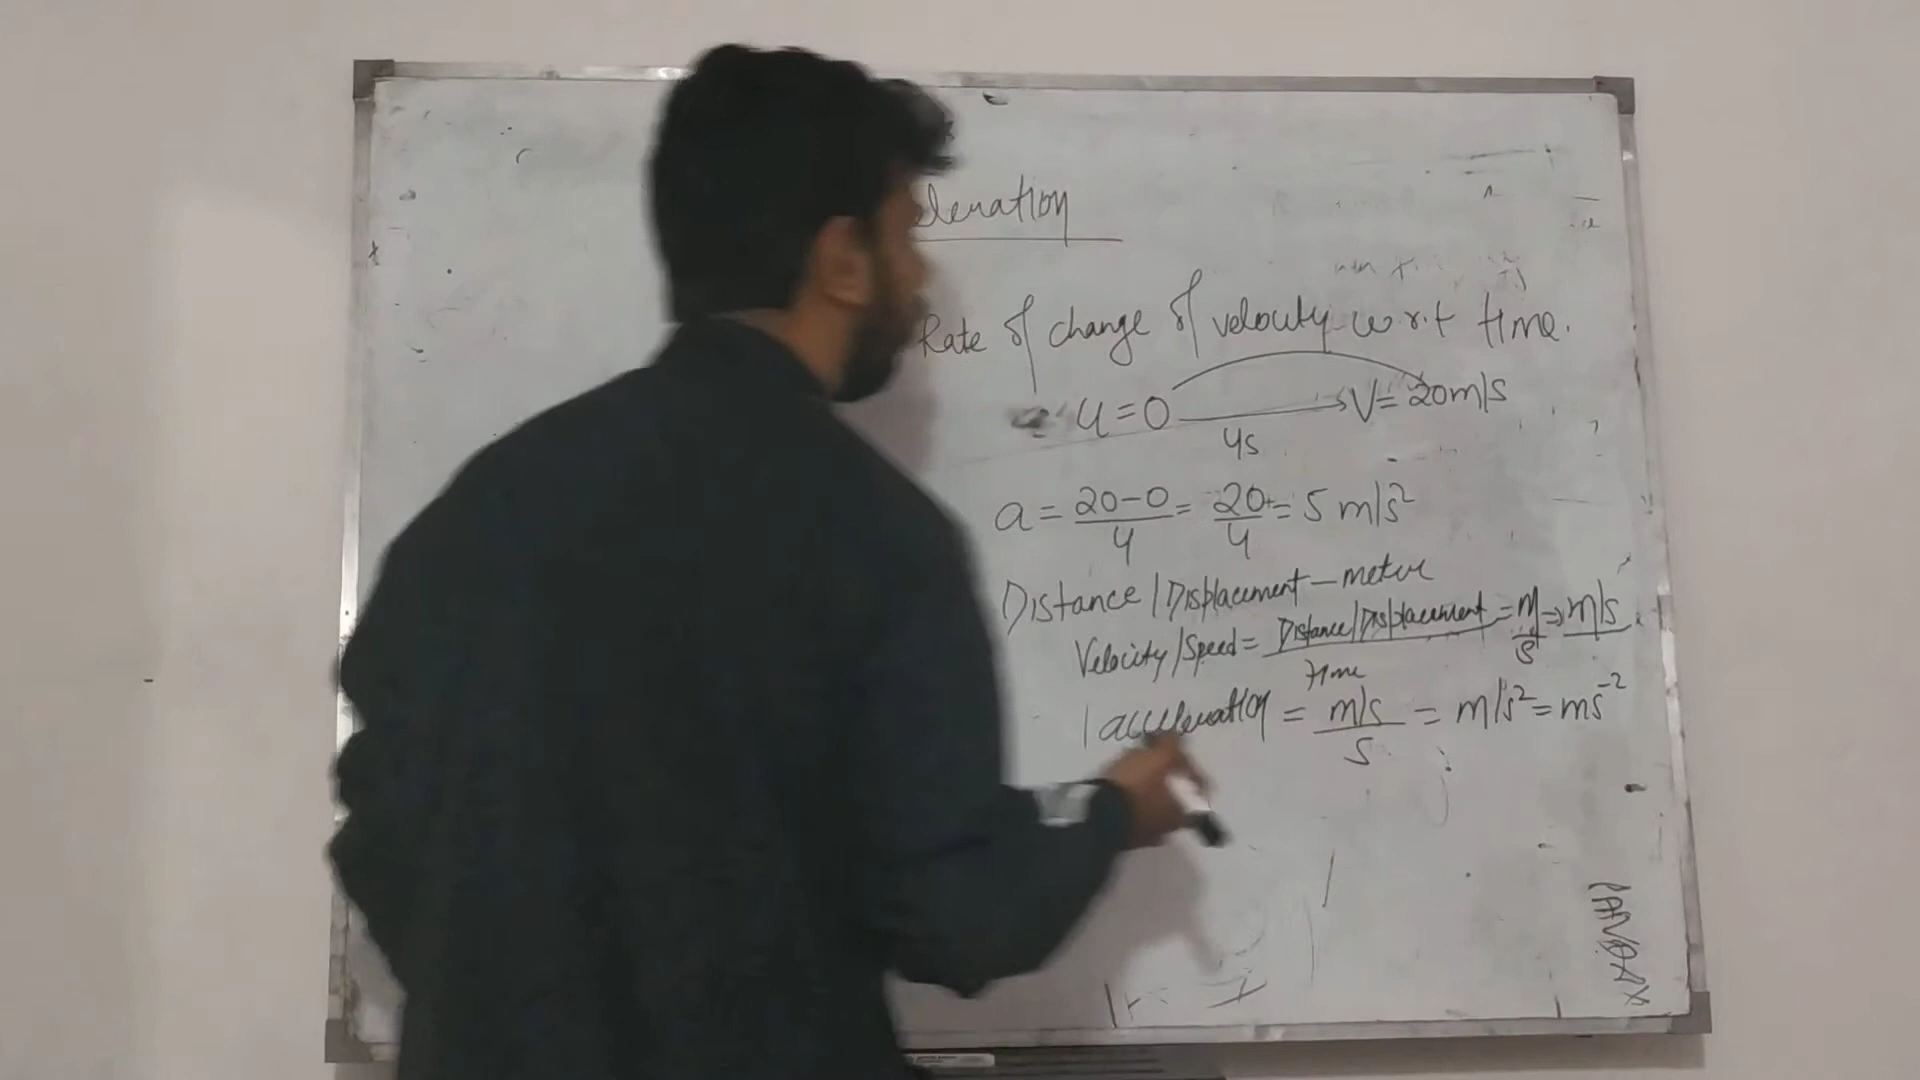 eleration
Rate of change of velocity w.r.t time.
u = 0 → V = 20m/s
4s
a = 20-0/4 = 20/4 = 5 m/s²
Distance/Displacement - meter
Velocity/Speed = Distance/Displacement/time = m/s ⇒ m/s
acceleration = m/s/s = m/s² = ms⁻²